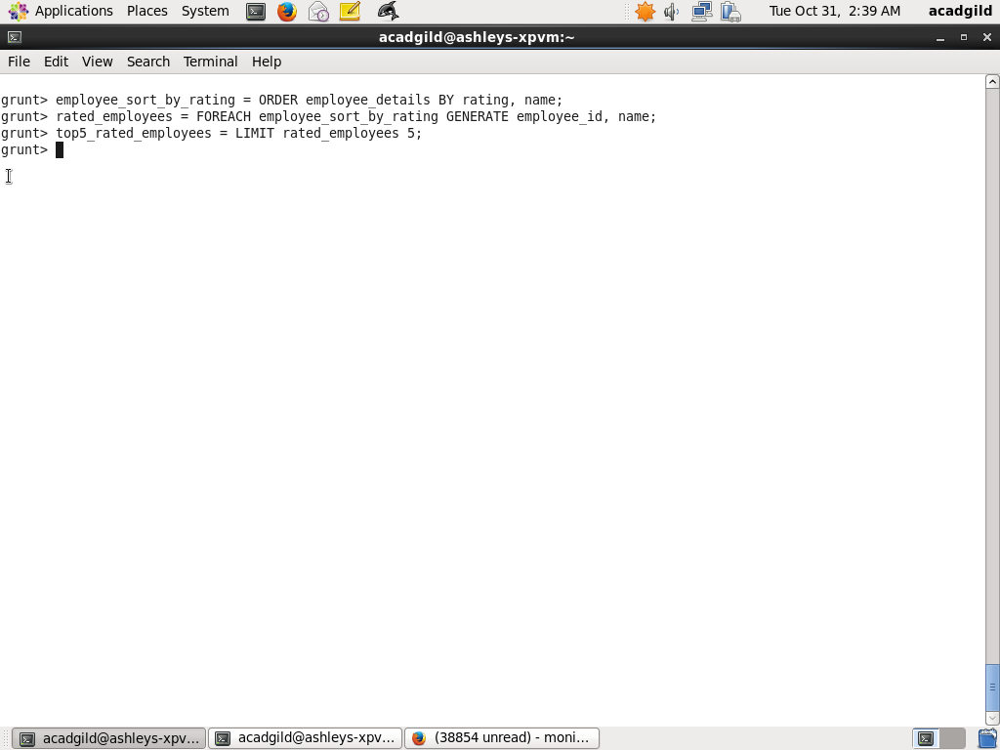 Applications Places System Tue Oct 31, 2:39 AM acadgild
acadgild@ashleys-xpvm:~
File Edit View Search Terminal Help
grunt> employee_sort_by_rating = ORDER employee_details BY rating, name;
grunt> rated_employees = FOREACH employee_sort_by_rating GENERATE employee_id, name;
grunt> top5_rated_employees = LIMIT rated_employees 5;
grunt>
acadgild@ashleys-xpv... acadgild@ashleys-xpv... (38854 unread) - moni...